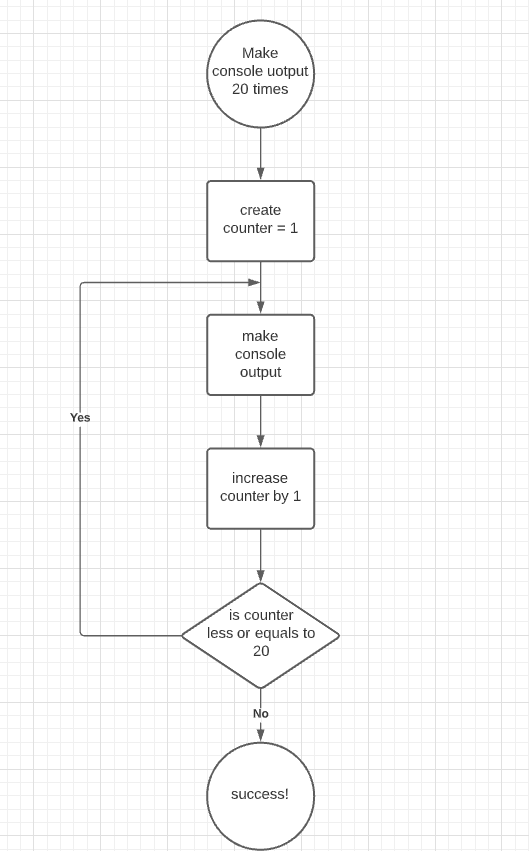 Make
console uotput
20 times
create
counter = 1
make
console
output
Yes
increase
counter by 1
is counter
less or equals to
20
No
success!